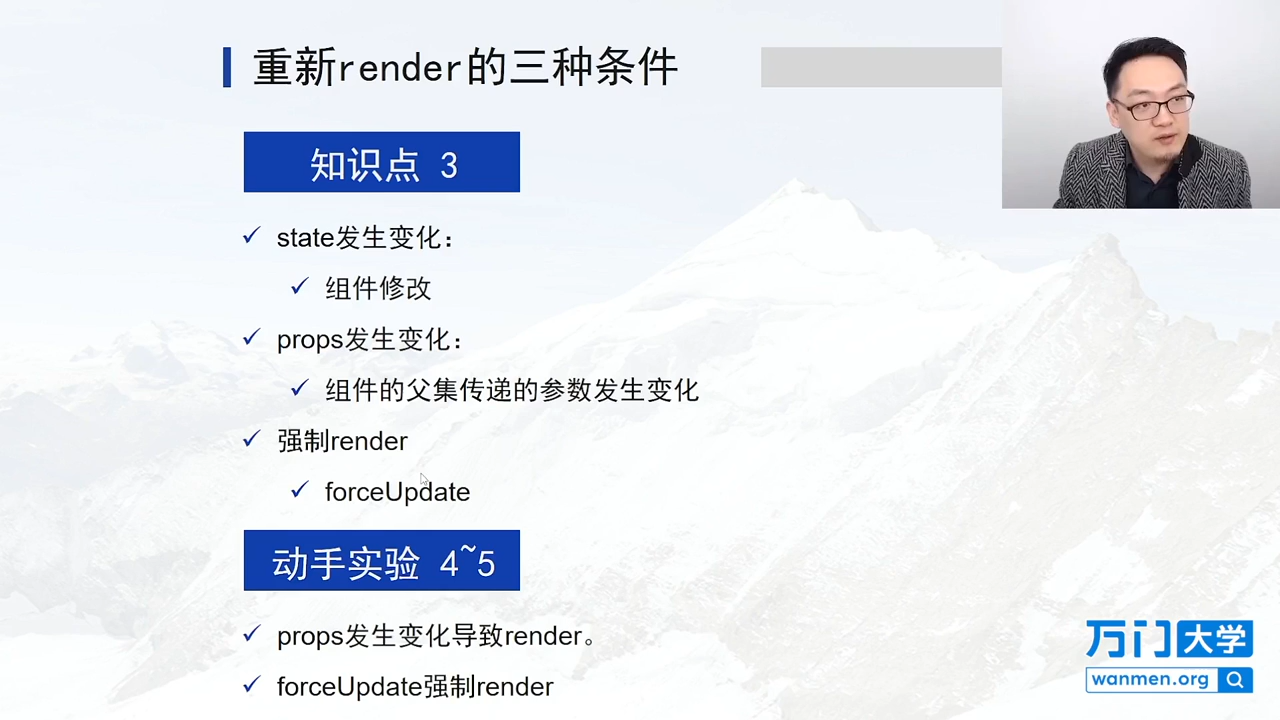 重新render的三种条件
知识点 3
state发生变化：
组件修改
props发生变化：
组件的父集传递的参数发生变化
强制render
forceUpdate
动手实验 4~5
props发生变化导致render。
forceUpdate强制render
万门大学
wanmen.org